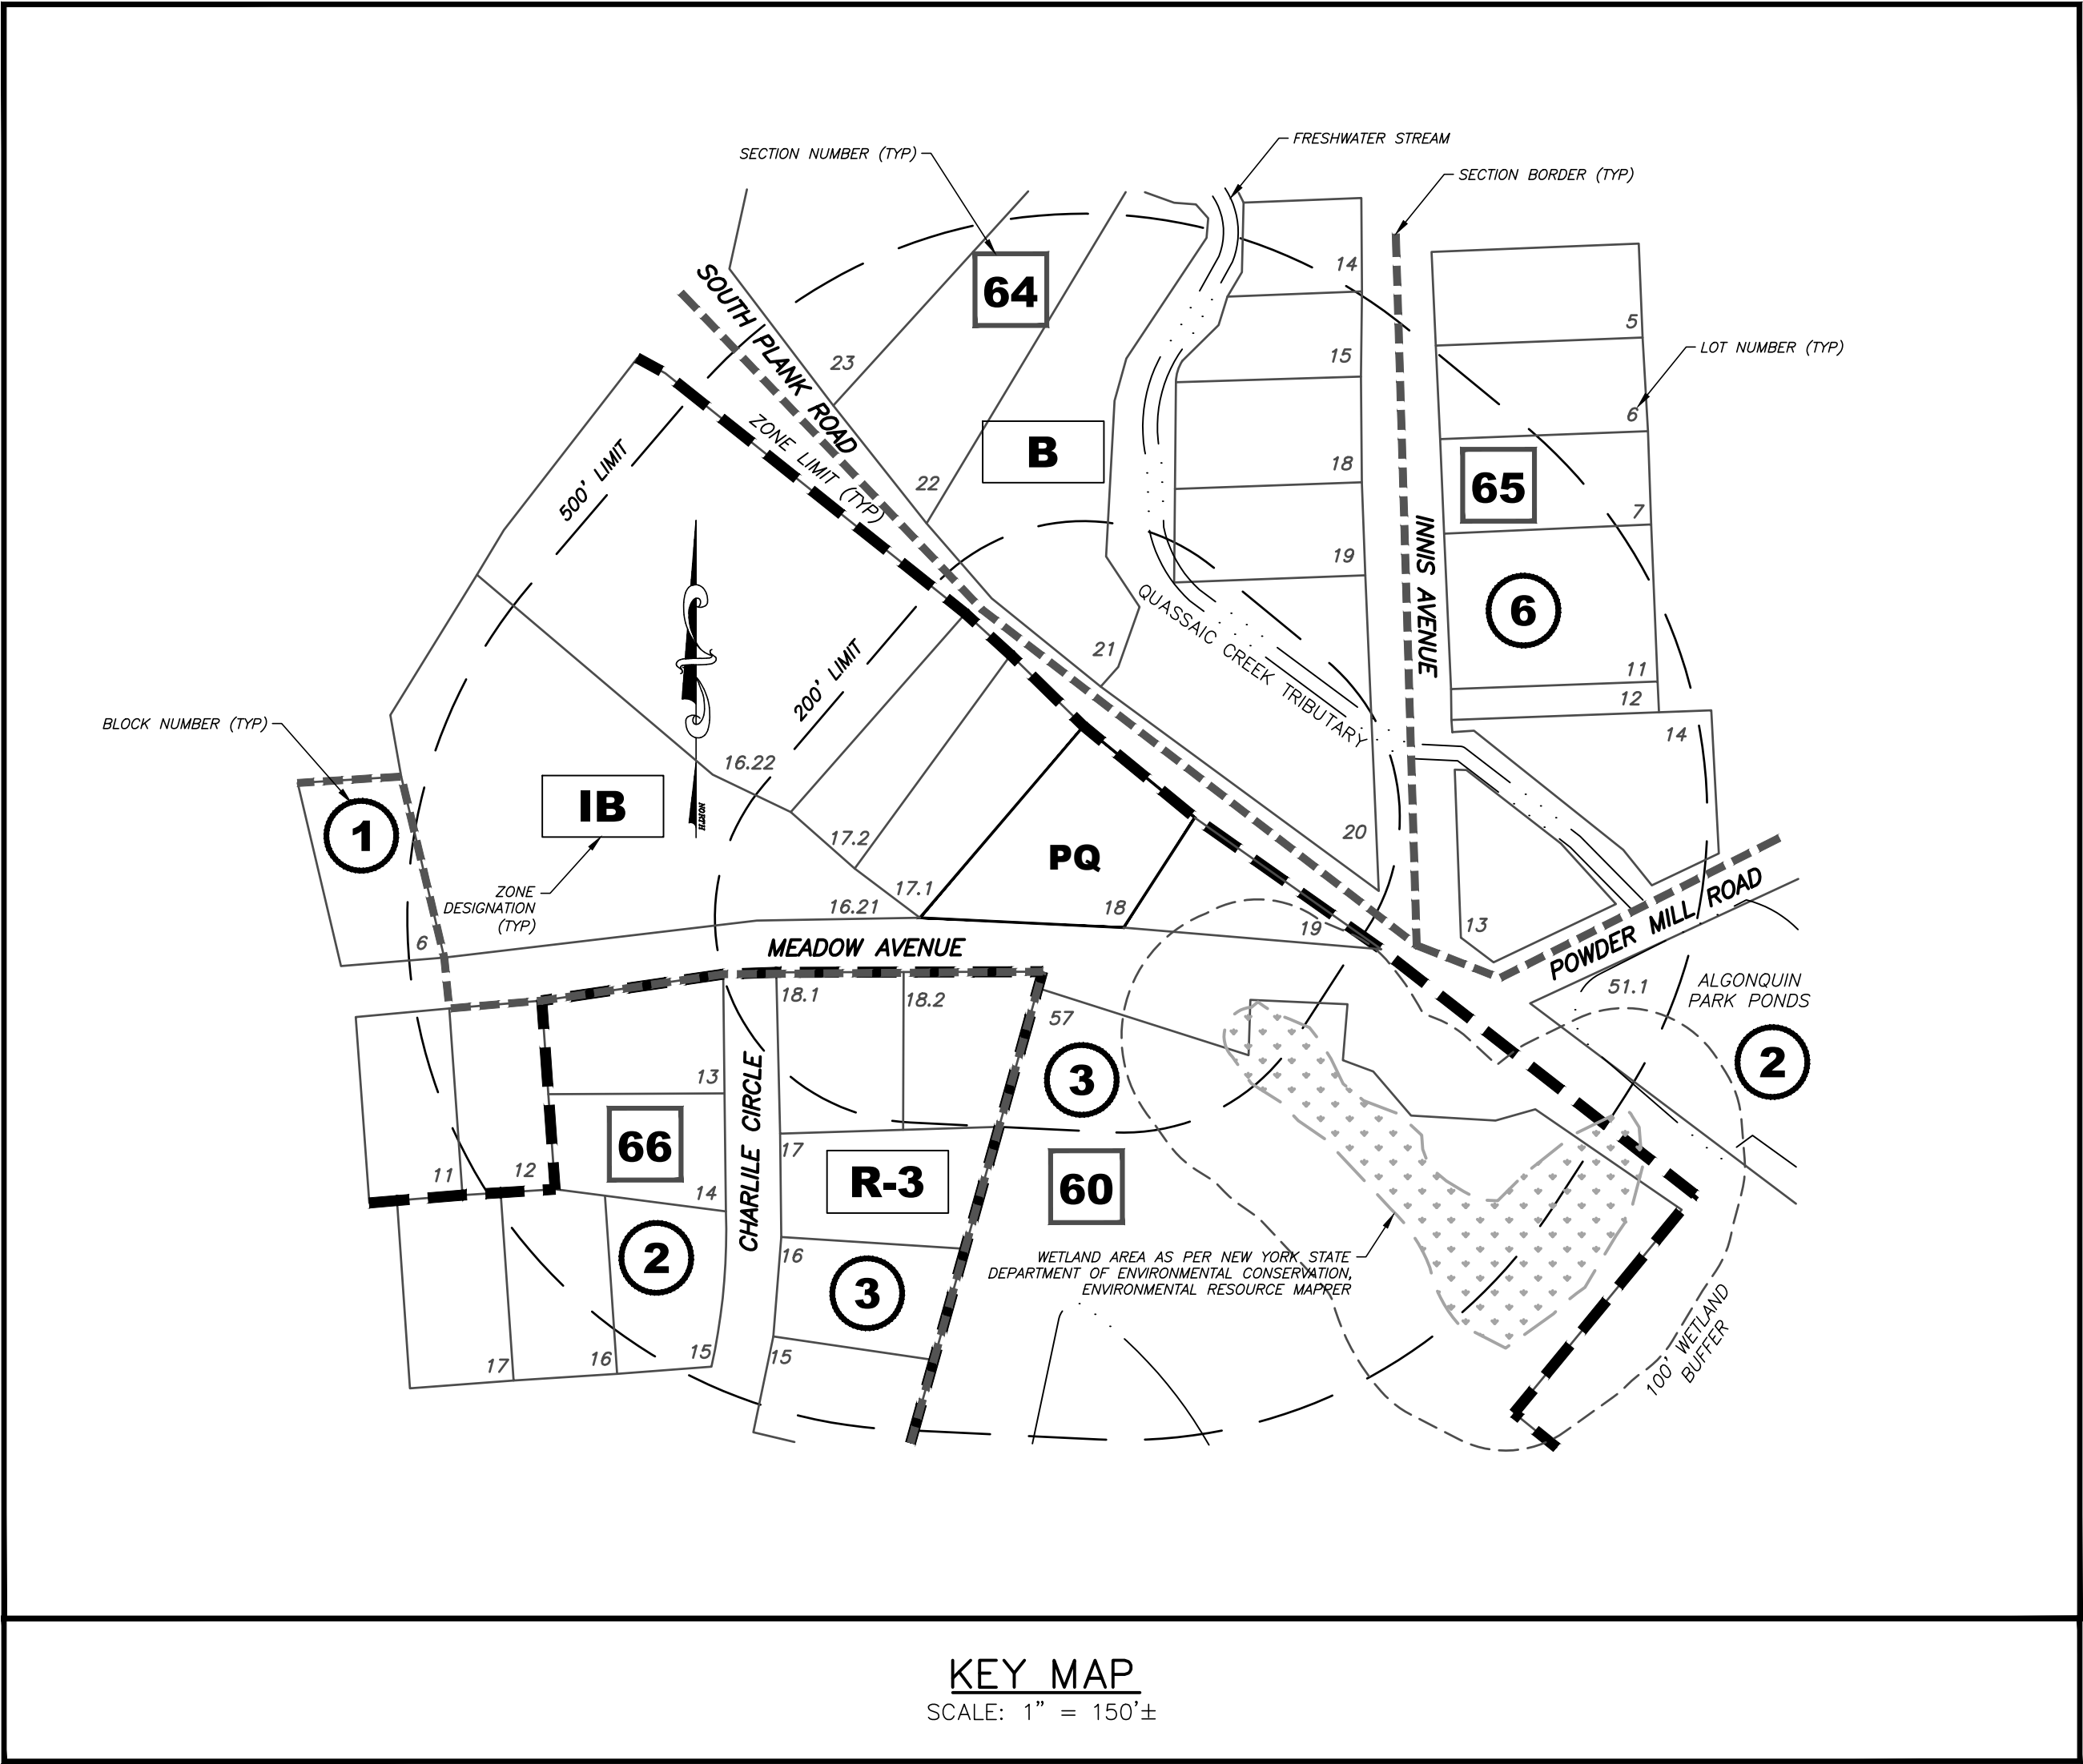 FRESHWATER STREAM
SECTION NUMBER (TYP)
SECTION BORDER (TYP)
64
14
SOUTH PLANK ROAD
5
LOT NUMBER (TYP)
15
23
6
ZONE LIMIT (TYP)
B
500' LIMIT
18
22
65
7
INNIS AVENUE
19
6
QUASSAIC CREEK TRIBUTARY
21
11
200' LIMIT
12
BLOCK NUMBER (TYP)
14
16.22
IB
NORTH
1
20
17.2
PQ
ZONE
DESIGNATION
(TYP)
17.1
16.21
18
POWDER MILL ROAD
6
19
13
MEADOW AVENUE
ALGONQUIN
PARK PONDS
51.1
18.1
18.2
57
2
13
3
CHARLILE CIRCLE
66
17
11
12
R-3
60
14
2
16
WETLAND AREA AS PER NEW YORK STATE
DEPARTMENT OF ENVIRONMENTAL CONSERVATION,
ENVIRONMENTAL RESOURCE MAPPER
3
100' WETLAND
BUFFER
17
16
15
15
KEY MAP
SCALE: 1" = 150'±